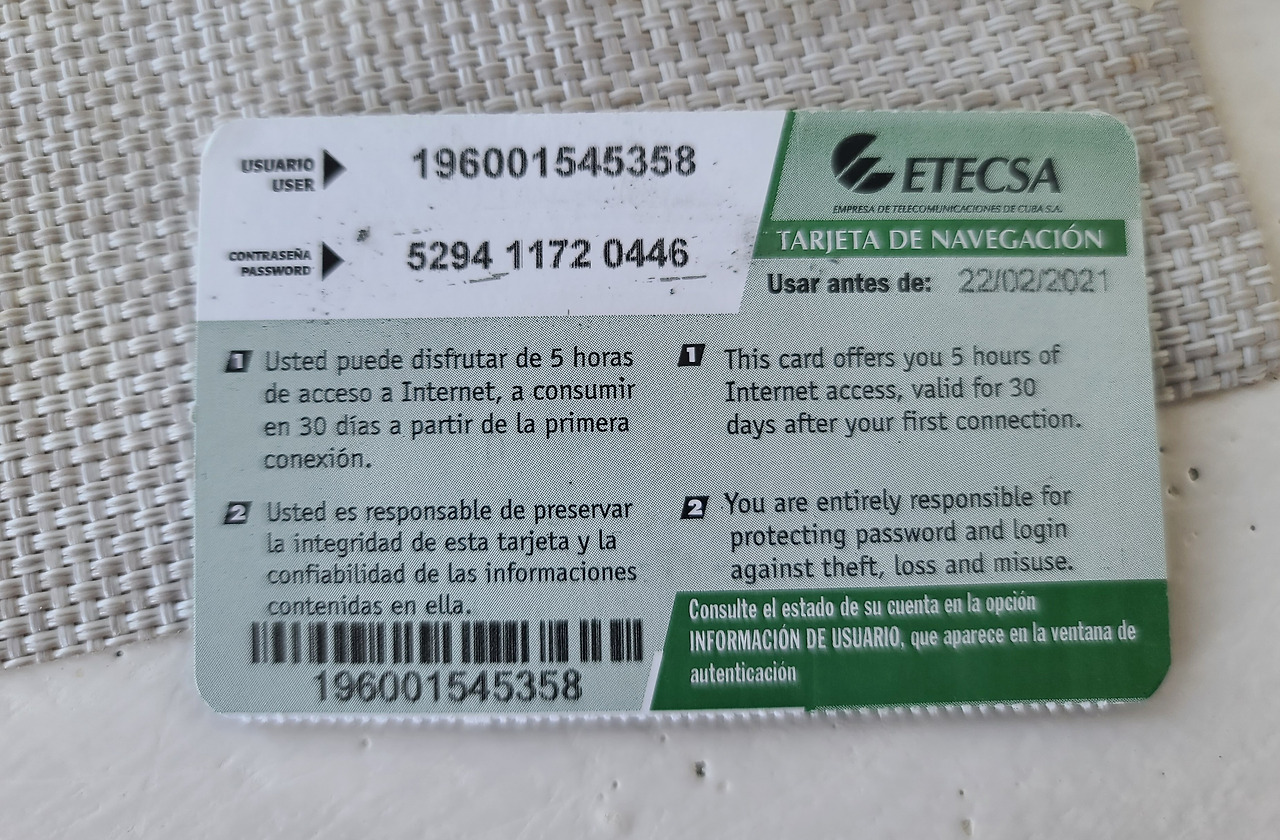 USUARIO
USER
196001545358
CONTRASEÑA
PASSWORD
5294 1172 0446
ETECSA
EMPRESA DE TELECOMUNICACIONES DE CUBA S.A.
TARJETA DE NAVEGACIÓN
Usar antes de: 22/02/2021
1 Usted puede disfrutar de 5 horas
de acceso a Internet, a consumir
en 30 días a partir de la primera
conexión.
2 Usted es responsable de preservar
la integridad de esta tarjeta y la
confiabilidad de las informaciones
contenidas en ella.
196001545358
1 This card offers you 5 hours of
Internet access, valid for 30
days after your first connection.
2 You are entirely responsible for
protecting password and login
against theft, loss and misuse.
Consulte el estado de su cuenta en la opción
INFORMACIÓN DE USUARIO, que aparece en la ventana de
autenticación